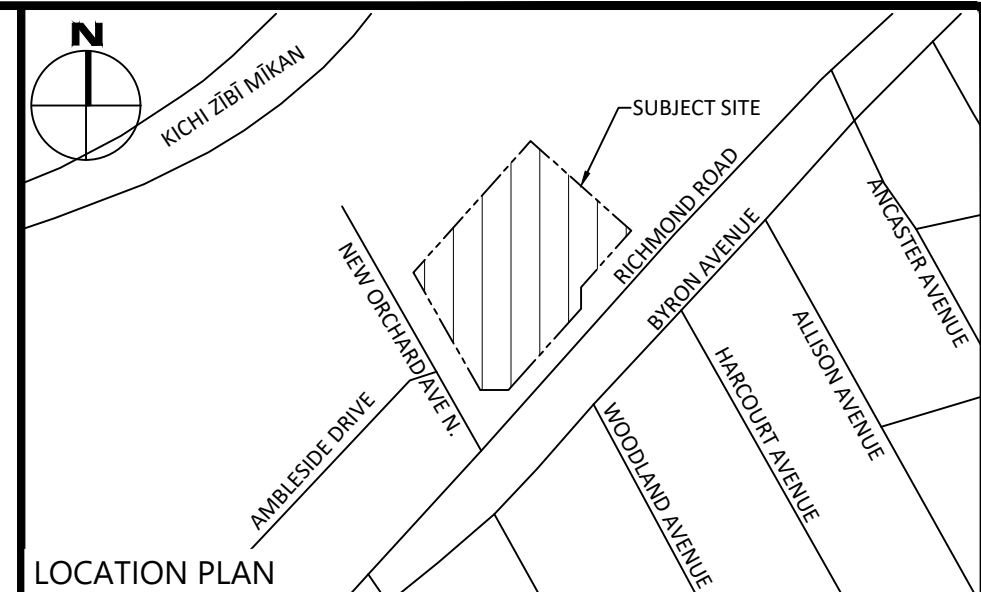 N
KICHI ZĪBĪ MĪKAN
SUBJECT SITE
RICHMOND ROAD
BYRON AVENUE
ANCASTER AVENUE
NEW ORCHARD AVE N.
ALLISON AVENUE
HARCOURT AVENUE
AMBLESIDE DRIVE
WOODLAND AVENUE
LOCATION PLAN